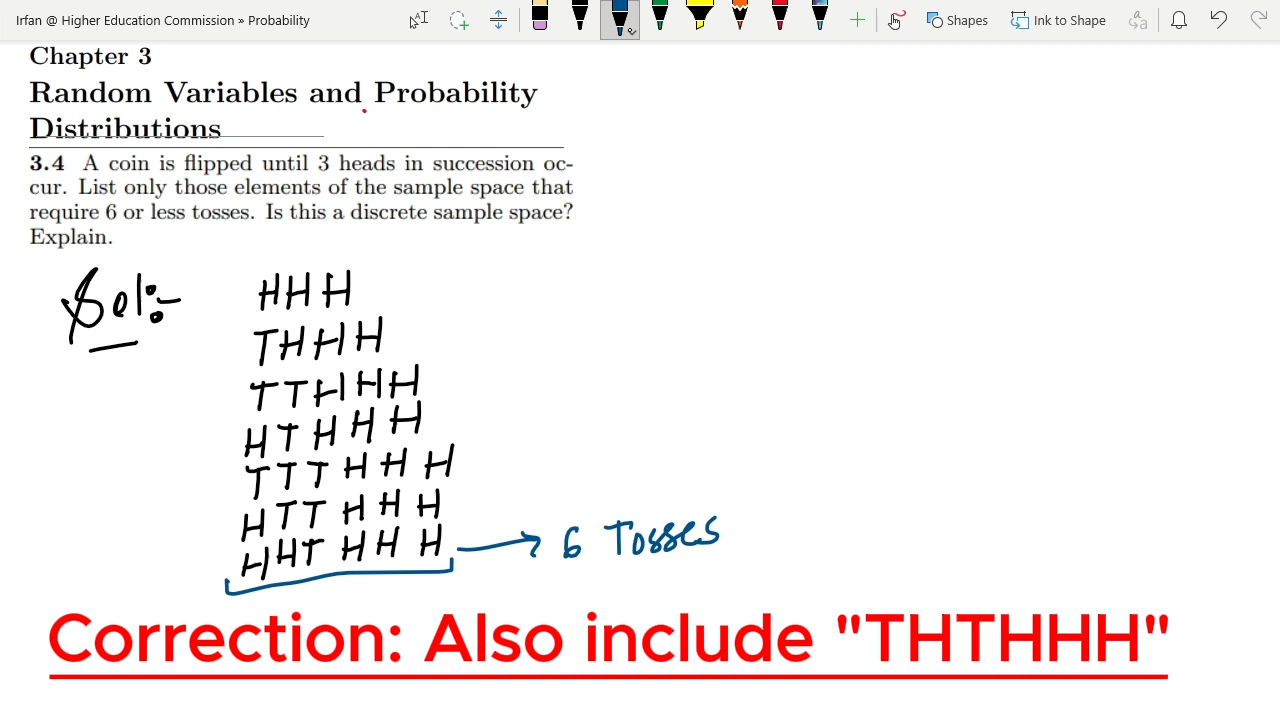 Irfan @ Higher Education Commission » Probability
Shapes
Ink to Shape
Chapter 3
Random Variables and Probability
Distributions
3.4 A coin is flipped until 3 heads in succession oc-
cur. List only those elements of the sample space that
require 6 or less tosses. Is this a discrete sample space?
Explain.
Sol:-
HHH
THHH
TTHHH
HTHHH
TTTHHH
HTTHHH
HHTHHH → 6 Tosses
Correction: Also include "THTHHH"